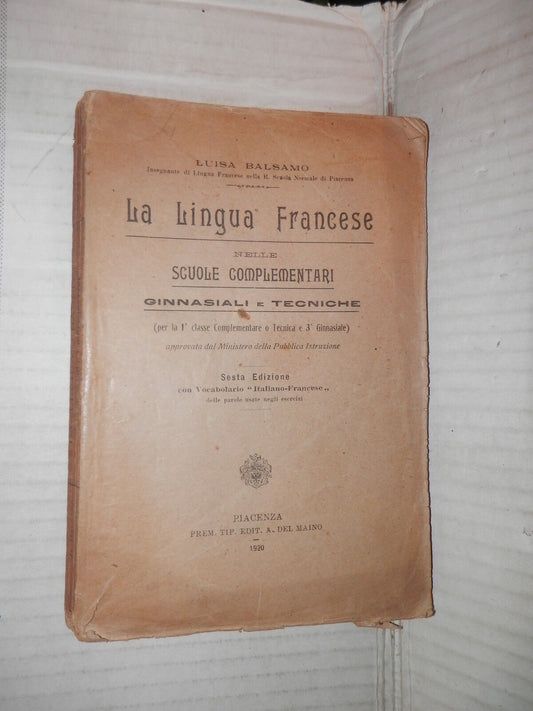 LUISA BALSAMO
Insegnante di Lingua Francese nella R. Scuola Normale di Piacenza
La Lingua Francese
NELLE
SCUOLE COMPLEMENTARI
GINNASIALI E TECNICHE
(per la 1ª classe Complementare o Tecnica e 3ª Ginnasiale)
approvata dal Ministero della Pubblica Istruzione
Sesta Edizione
con Vocabolario "Italiano-Francese„
delle parole usate negli esercizi
PIACENZA
PREM. TIP. EDIT. A. DEL MAINO
1920